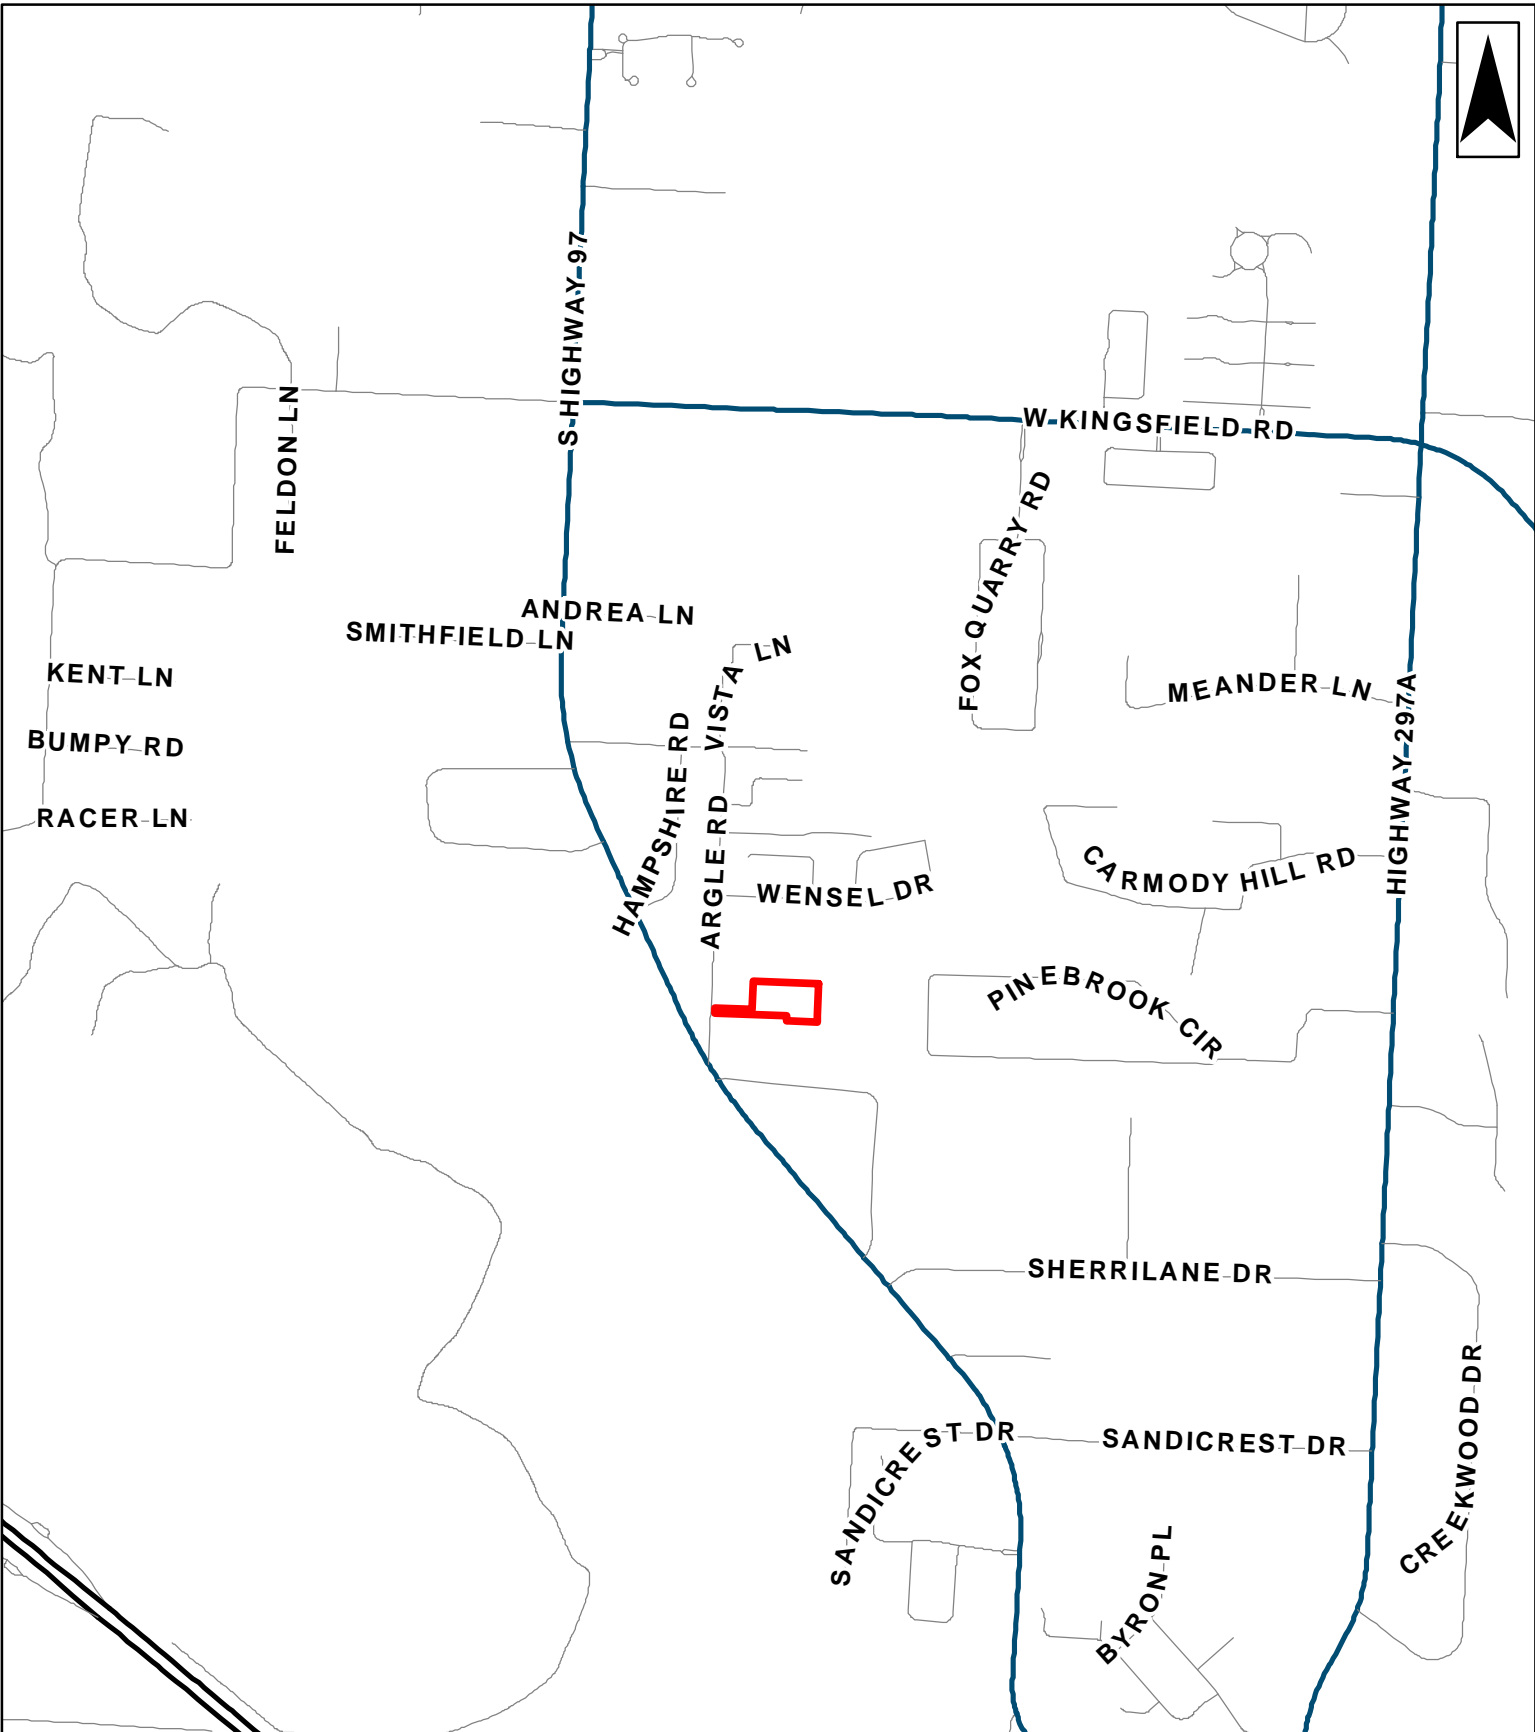 S HIGHWAY 97
W KINGSFIELD RD
FELDON LN
FOX QUARRY RD
ANDREA LN
SMITHFIELD LN
VISTA LN
KENT LN
MEANDER LN
HIGHWAY 297A
BUMPY RD
HAMPSHIRE RD
ARGLE RD
RACER LN
CARMODY HILL RD
WENSEL DR
PINEBROOK CIR
SHERRILANE DR
SANDICREST DR
SANDICREST DR
CREEKWOOD DR
BYRON PL